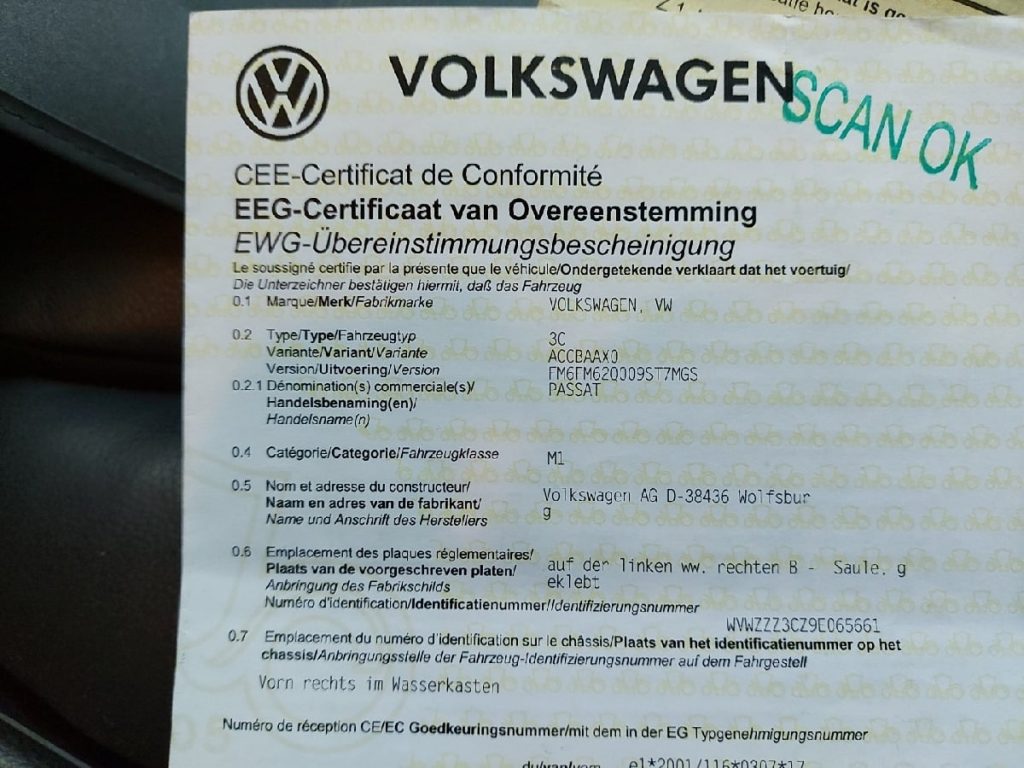 VOLKSWAGEN
SCAN OK
CEE-Certificat de Conformité
EEG-Certificaat van Overeenstemming
EWG-Übereinstimmungsbescheinigung
Le soussigné certifie par la présente que le véhicule/Ondergetekende verklaart dat het voertuig/
Die Unterzeichner bestätigen hiermit, daß das Fahrzeug
0.1 Marque/Merk/Fabrikmarke VOLKSWAGEN, VW
0.2 Type/Type/Fahrzeugtyp 3C
Variante/Variant/Variante ACCBAAX0
Version/Uitvoering/Version FM6FM62Q009ST7MGS
0.2.1 Dénomination(s) commerciale(s)/ PASSAT
Handelsbenaming(en)/
Handelsname(n)
0.4 Catégorie/Categorie/Fahrzeugklasse M1
0.5 Nom et adresse du constructeur/ Volkswagen AG D-38436 Wolfsbur
Naam en adres van de fabrikant/ g
Name und Anschrift des Herstellers
0.6 Emplacement des plaques réglementaires/
Plaats van de voorgeschreven platen/ auf der linken ww. rechten B - Saule. g
Anbringung des Fabrikschilds eklebt
Numéro d'identification/Identificatienummer/Identifizierungsnummer
WVWZZZ3CZ9E065661
0.7 Emplacement du numéro d'identification sur le châssis/Plaats van het identificatienummer op het
chassis/Anbringungsstelle der Fahrzeug-Identifizierungsnummer auf dem Fahrgestell
Vorn rechts im Wasserkasten
Numéro de réception CE/EC Goedkeuringsnummer/mit dem in der EG Typgenehmigungsnummer
du/van/vom e1*2001/116*0307*17